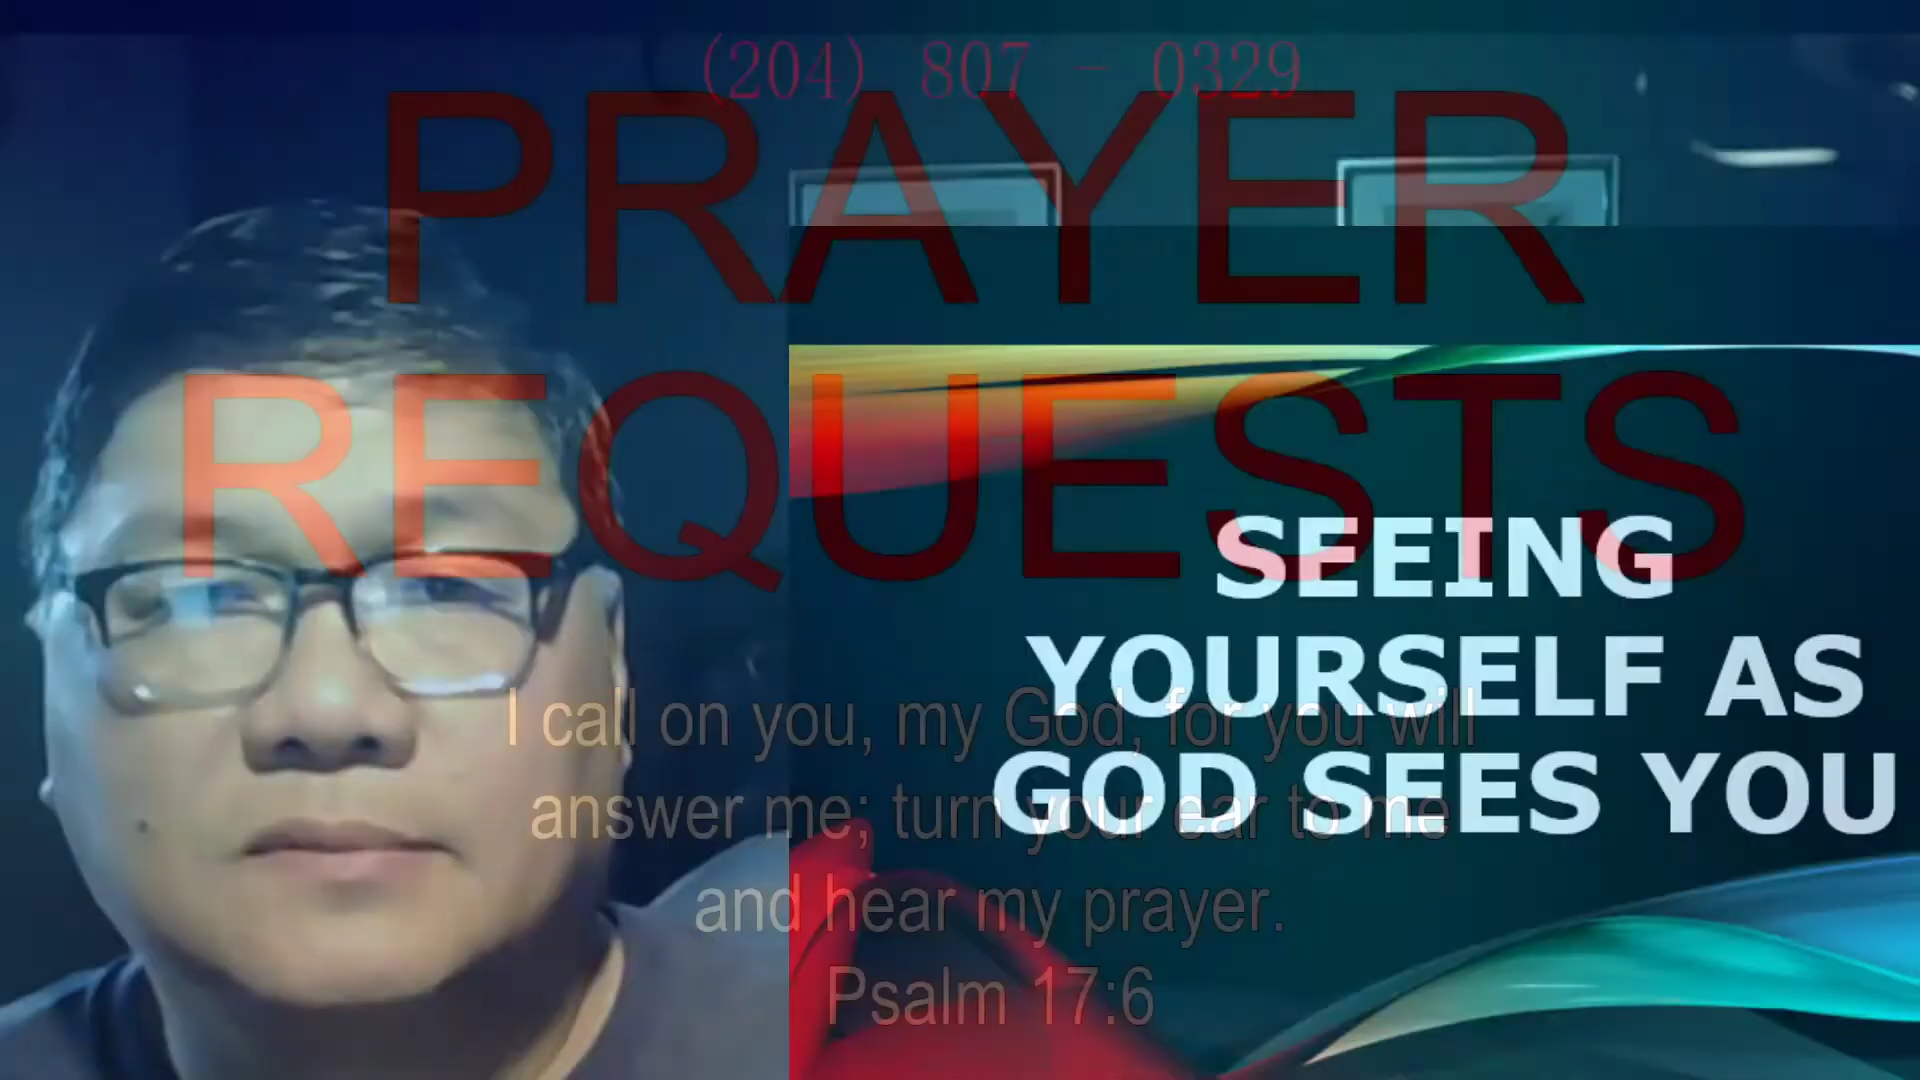 (204) 807 - 0329
PRAYER
REQUESTS
SEEING
YOURSELF AS
GOD SEES YOU
I call on you, my God, for you will
answer me; turn your ear to me
and hear my prayer.
Psalm 17:6